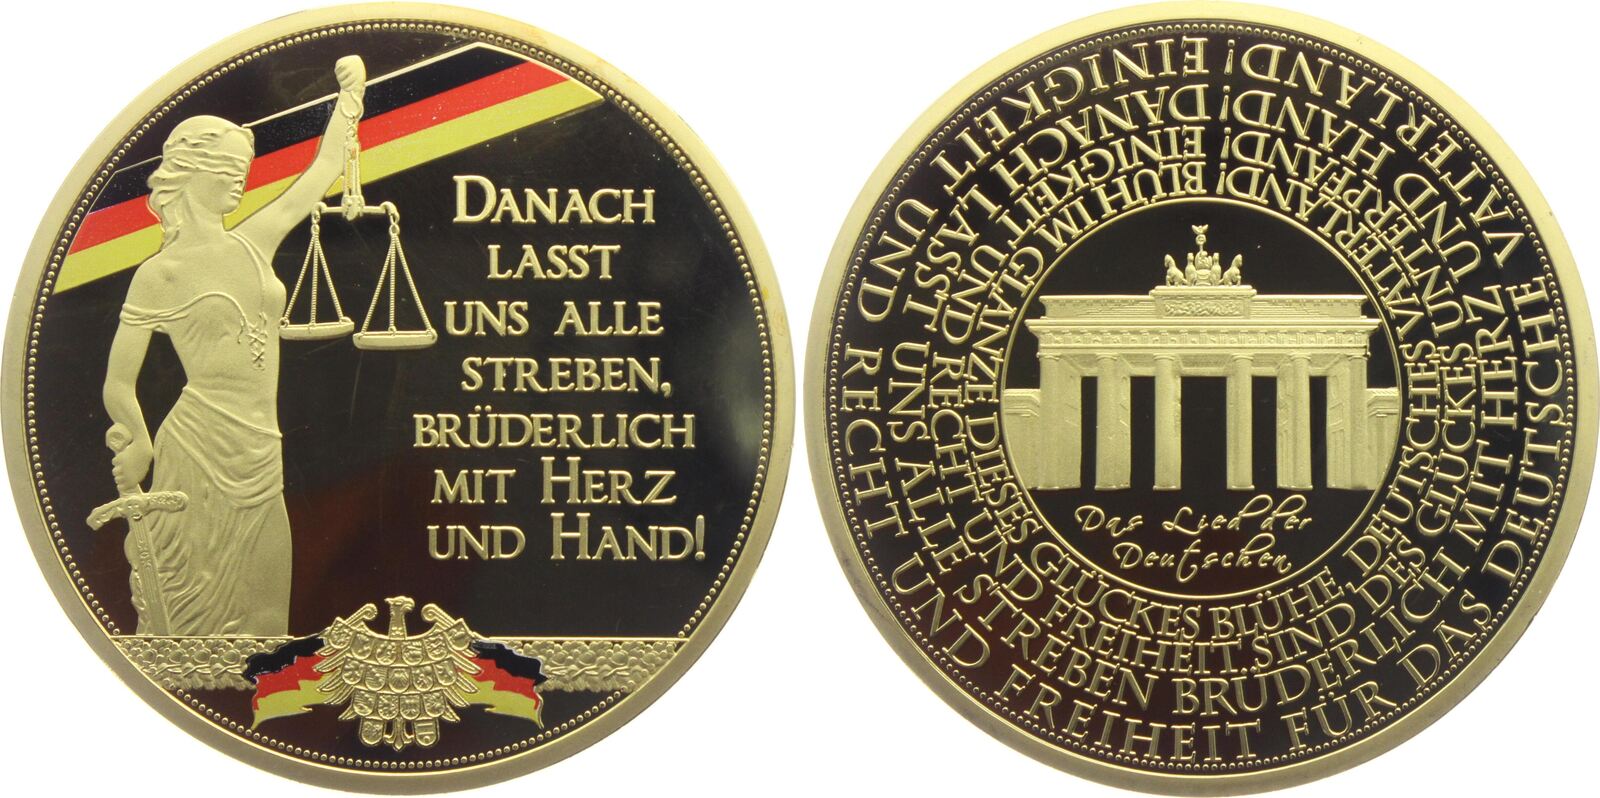 DANACH
LASST
UNS ALLE
STREBEN,
BRÜDERLICH
MIT HERZ
UND HAND!
EINIGKEIT UND RECHT UND FREIHEIT FÜR DAS DEUTSCHE VATERLAND!
DANACH LASST UNS ALLE STREBEN BRÜDERLICH MIT HERZ UND HAND!
EINIGKEIT UND RECHT UND FREIHEIT SIND DES GLÜCKES UNTERPFAND!
BLÜH IM GLANZE DIESES GLÜCKES BLÜHE DEUTSCHES VATERLAND!
Das Lied der
Deutschen